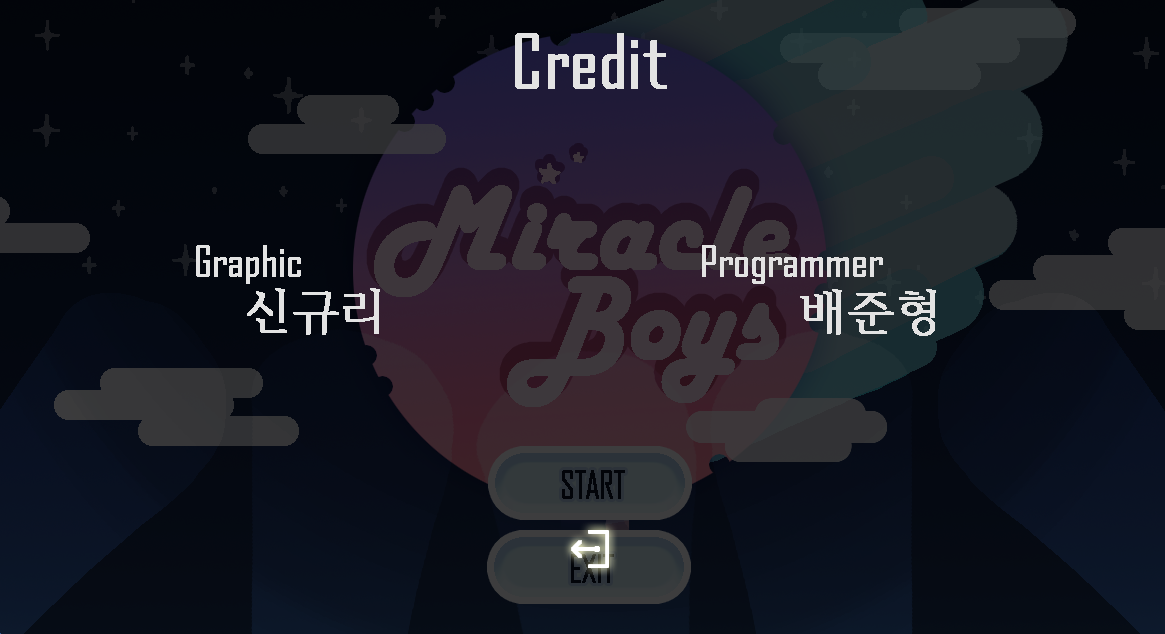 Credit
Miracle
Boys
Graphic
신규리
Programmer
배준형
START
EXIT